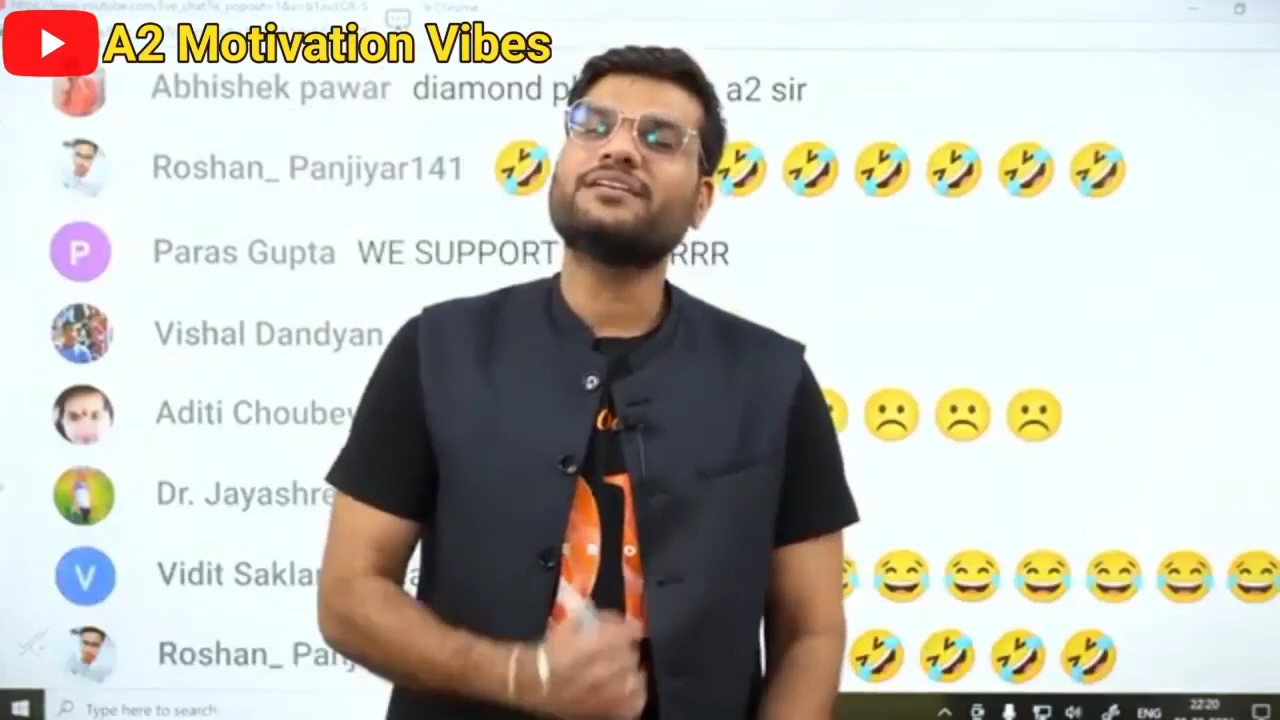 A2 Motivation Vibes
Abhishek pawar diamond a2 sir
Roshan_ Panjiyar141
P Paras Gupta WE SUPPORT RRR
Vishal Dandyan
Aditi Choubey
Dr. Jayashre
V Vidit Saklan
Roshan_ Panj
Type here to search
ENG 22:20